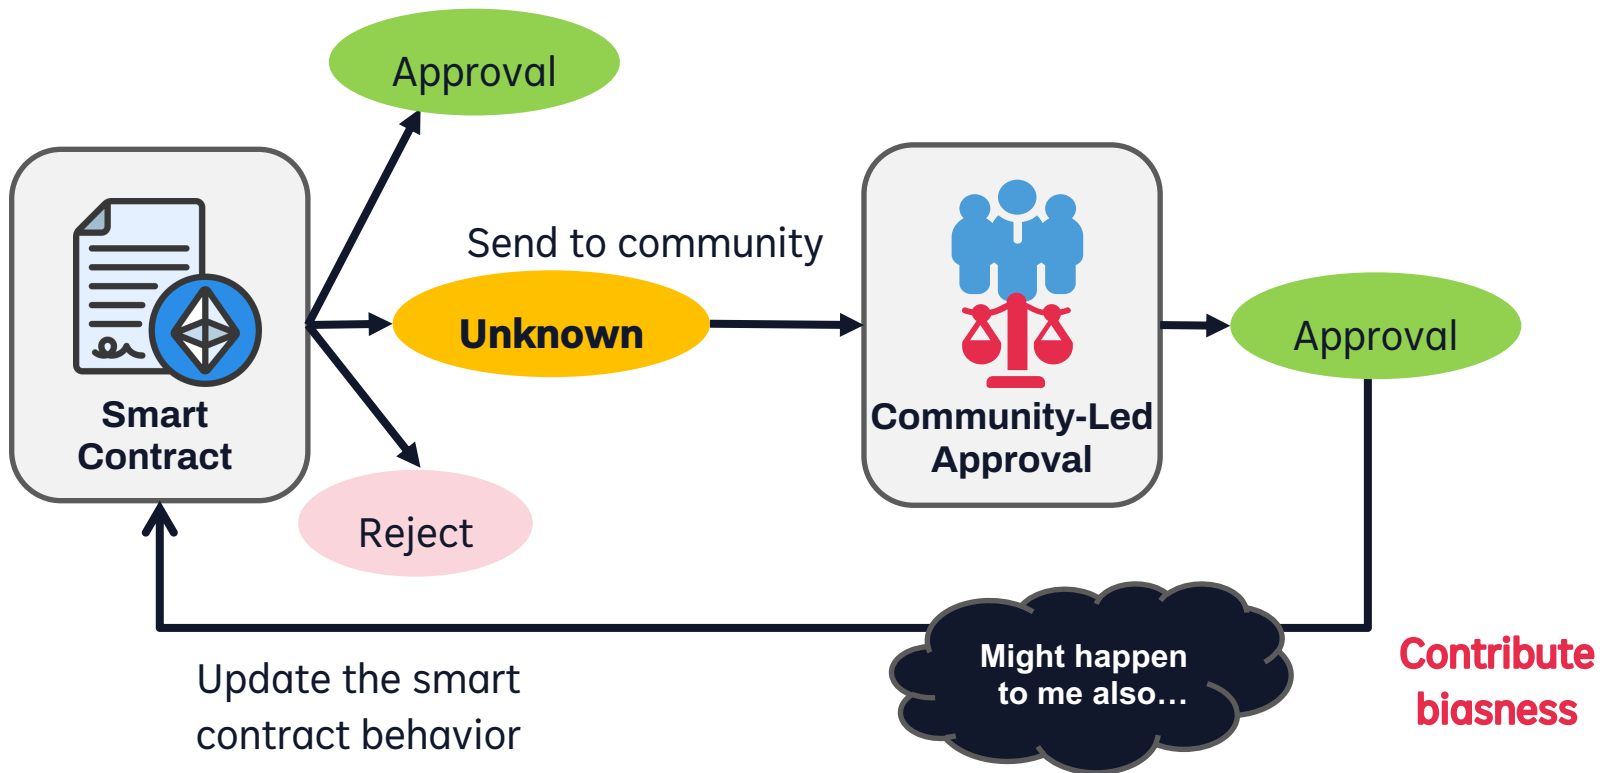 Approval
Send to community
Unknown
Smart
Contract
Reject
Community-Led
Approval
Approval
Update the smart
contract behavior
Might happen
to me also...
Contribute
biasness